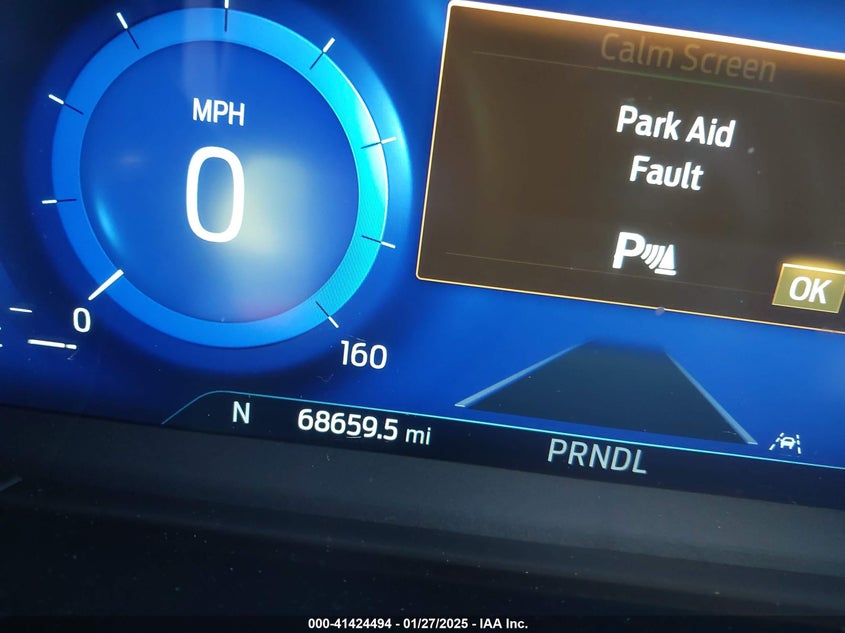 MPH
0
0
160
Calm Screen
Park Aid
Fault
P
OK
N
68659.5 mi
PRNDL
000-41424494 - 01/27/2025 - IAA Inc.